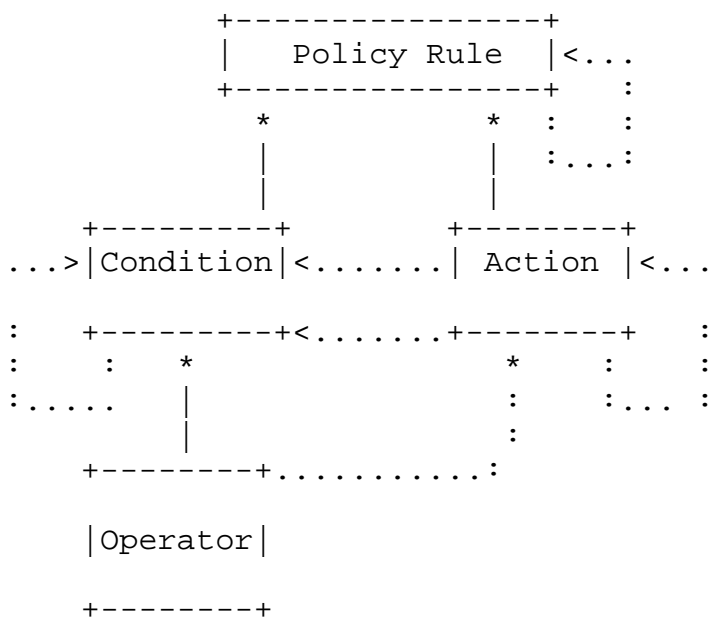 +----------------+
|   Policy Rule  |<...
+----------------+   :
*            *  :   :
|            |  :...:
|            |
+---------+         +--------+
...>|Condition|<.......| Action |<...
:   +---------+<.......+--------+   :
:    :   *                *    :    :
:.....   |                :    :... :
|                :
+--------+...........:
|Operator|
+--------+